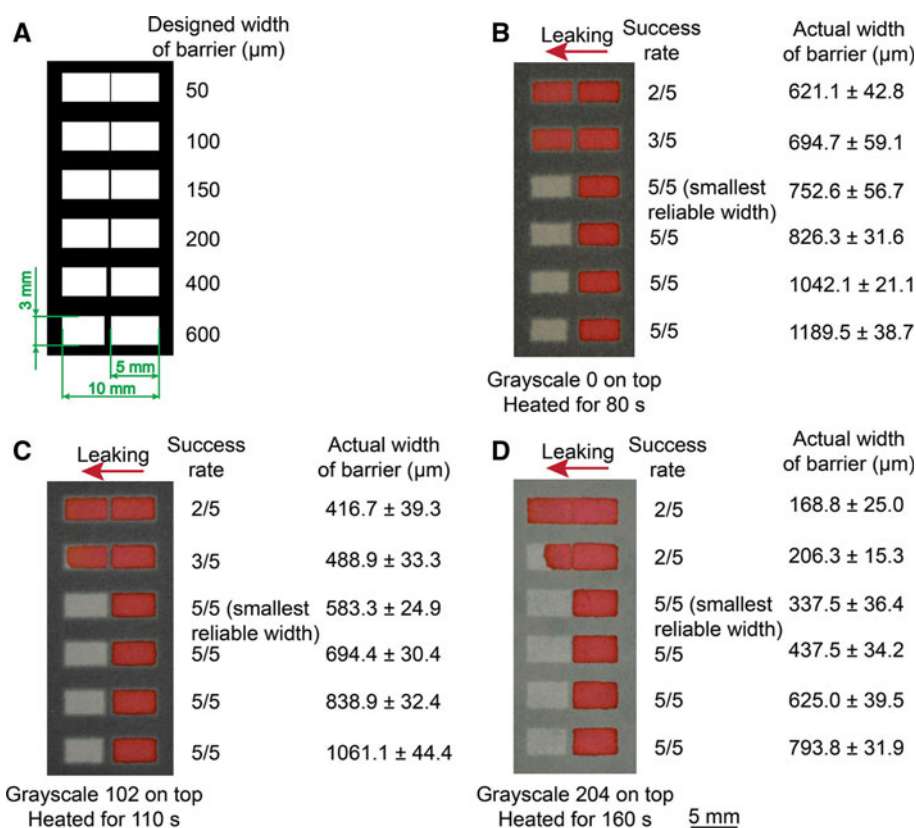 A
Designed width
of barrier (µm)
50
100
150
200
400
600
3 mm
5 mm
10 mm
B
Leaking
Success
rate
Actual width
of barrier (µm)
2/5
621.1 ± 42.8
3/5
694.7 ± 59.1
5/5 (smallest
reliable width)
752.6 ± 56.7
5/5
826.3 ± 31.6
5/5
1042.1 ± 21.1
5/5
1189.5 ± 38.7
Grayscale 0 on top
Heated for 80 s
C
Leaking
Success
rate
Actual width
of barrier (µm)
2/5
416.7 ± 39.3
3/5
488.9 ± 33.3
5/5 (smallest
reliable width)
583.3 ± 24.9
5/5
694.4 ± 30.4
5/5
838.9 ± 32.4
5/5
1061.1 ± 44.4
Grayscale 102 on top
Heated for 110 s
D
Leaking
Success
rate
Actual width
of barrier (µm)
2/5
168.8 ± 25.0
2/5
206.3 ± 15.3
5/5 (smallest
reliable width)
337.5 ± 36.4
5/5
437.5 ± 34.2
5/5
625.0 ± 39.5
5/5
793.8 ± 31.9
Grayscale 204 on top
Heated for 160 s
5 mm